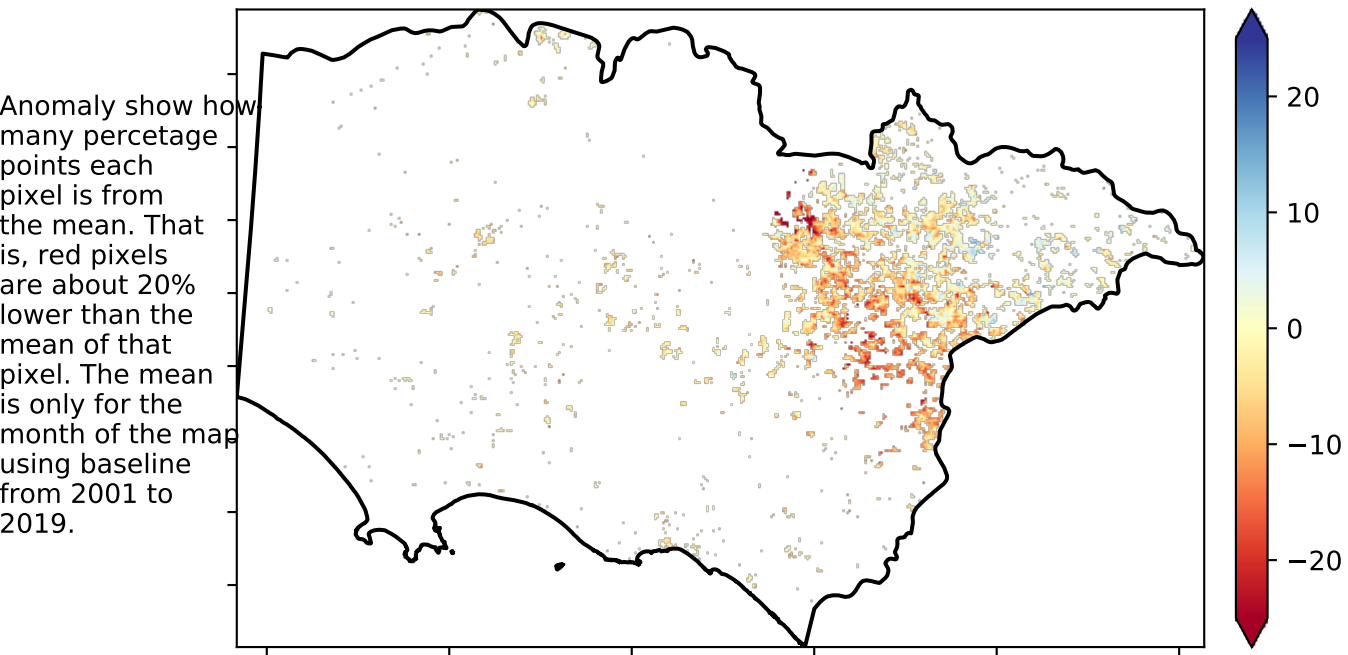 Anomaly show how
many percetage
points each
pixel is from
the mean. That
is, red pixels
are about 20%
lower than the
mean of that
pixel. The mean
is only for the
month of the map
using baseline
from 2001 to
2019.
20
10
0
−10
−20